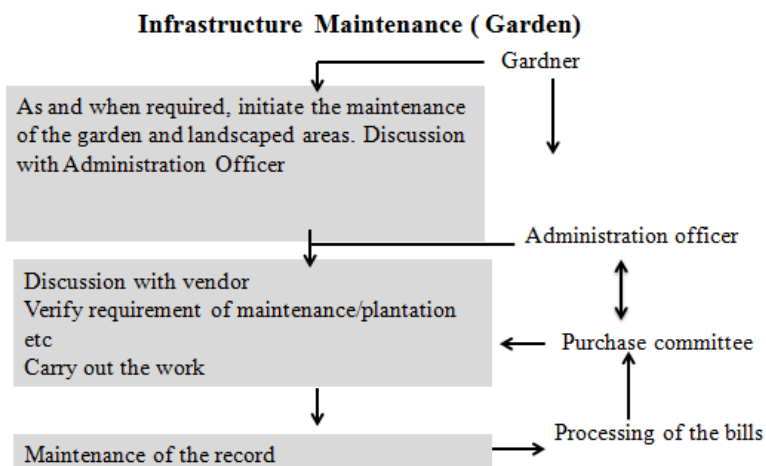 Infrastructure Maintenance ( Garden)
Gardner
As and when required, initiate the maintenance
of the garden and landscaped areas. Discussion
with Administration Officer
Administration officer
Discussion with vendor
Verify requirement of maintenance/plantation
etc
Carry out the work
Purchase committee
Processing of the bills
Maintenance of the record